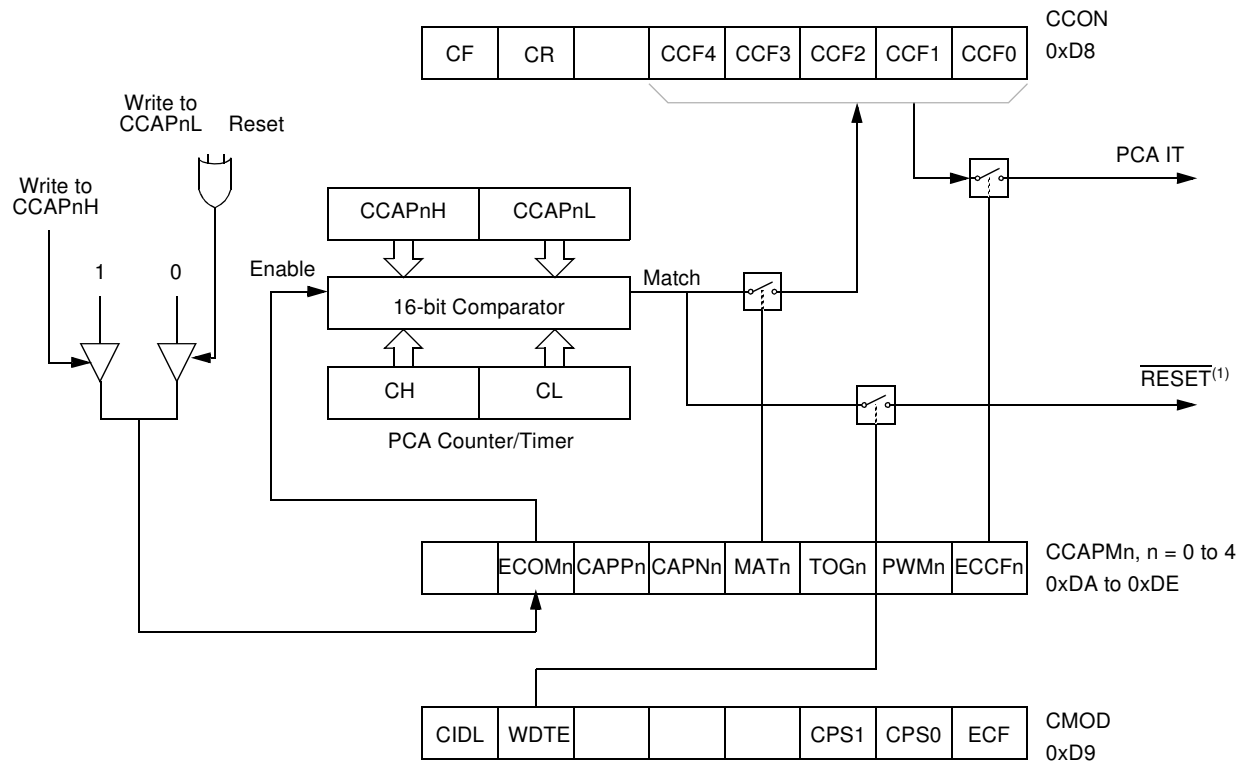 CCON
CF CR CCF4 CCF3 CCF2 CCF1 CCF0
0xD8
Write to
CCAPnL Reset
PCA IT
Write to
CCAPnH
CCAPnH CCAPnL
1 0
Enable
Match
16-bit Comparator
CH CL
RESET(1)
PCA Counter/Timer
ECOMn CAPPn CAPNn MATn TOGn PWMn ECCFn
CCAPMn, n = 0 to 4
0xDA to 0xDE
CIDL WDTE CPS1 CPS0 ECF
CMOD
0xD9